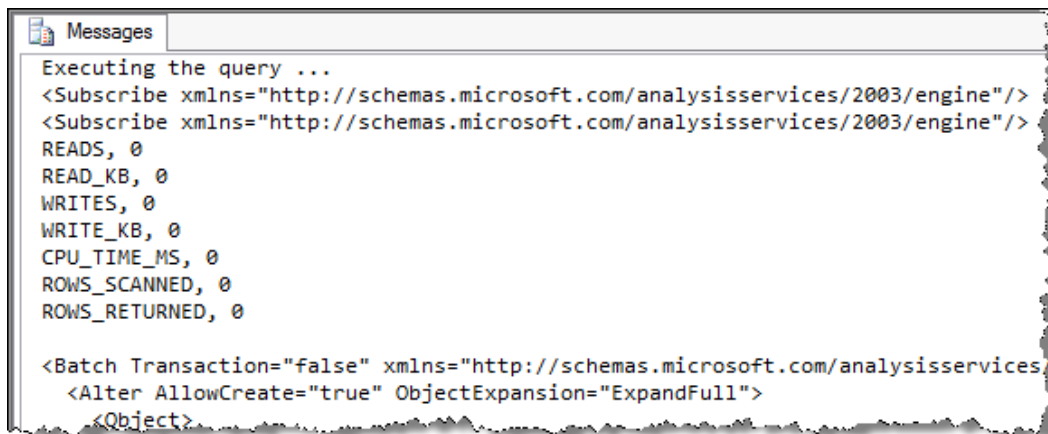 Messages
Executing the query ...
<Subscribe xmlns="http://schemas.microsoft.com/analysisservices/2003/engine"/>
<Subscribe xmlns="http://schemas.microsoft.com/analysisservices/2003/engine"/>
READS, 0
READ_KB, 0
WRITES, 0
WRITE_KB, 0
CPU_TIME_MS, 0
ROWS_SCANNED, 0
ROWS_RETURNED, 0
<Batch Transaction="false" xmlns="http://schemas.microsoft.com/analysisservices/
<Alter AllowCreate="true" ObjectExpansion="ExpandFull">
<Object>